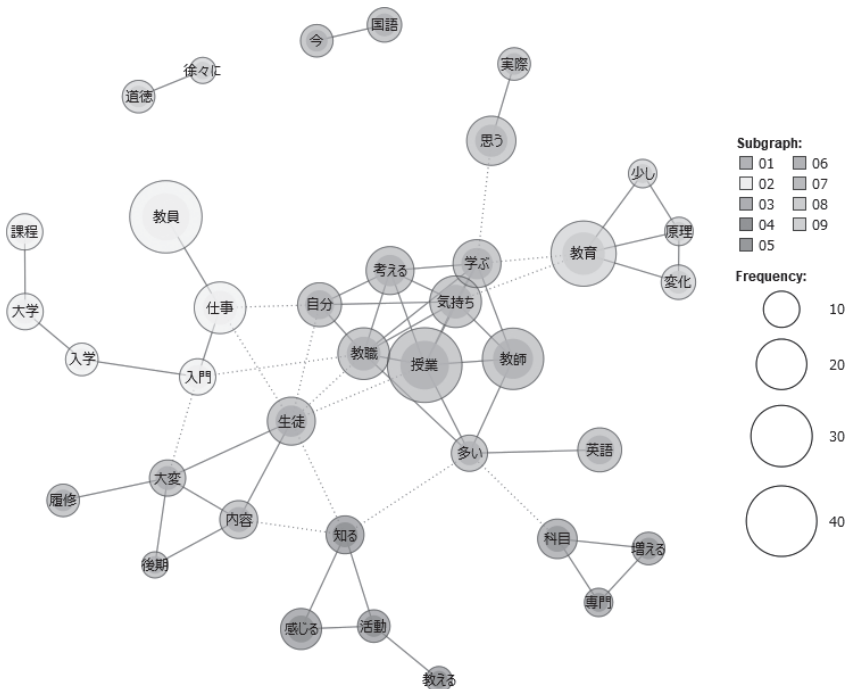 国語
今
徐々に
道徳
実際
思う
少し
教員
課程
原理
教育
学ぶ
考える
変化
気持ち
自分
仕事
大学
教職
授業
教師
入学
入門
生徒
多い
英語
大変
履修
内容
知る
科目
増える
後期
専門
感じる
活動
教える
Subgraph:
01 06
02 07
03 08
04 09
05
Frequency:
10
20
30
40